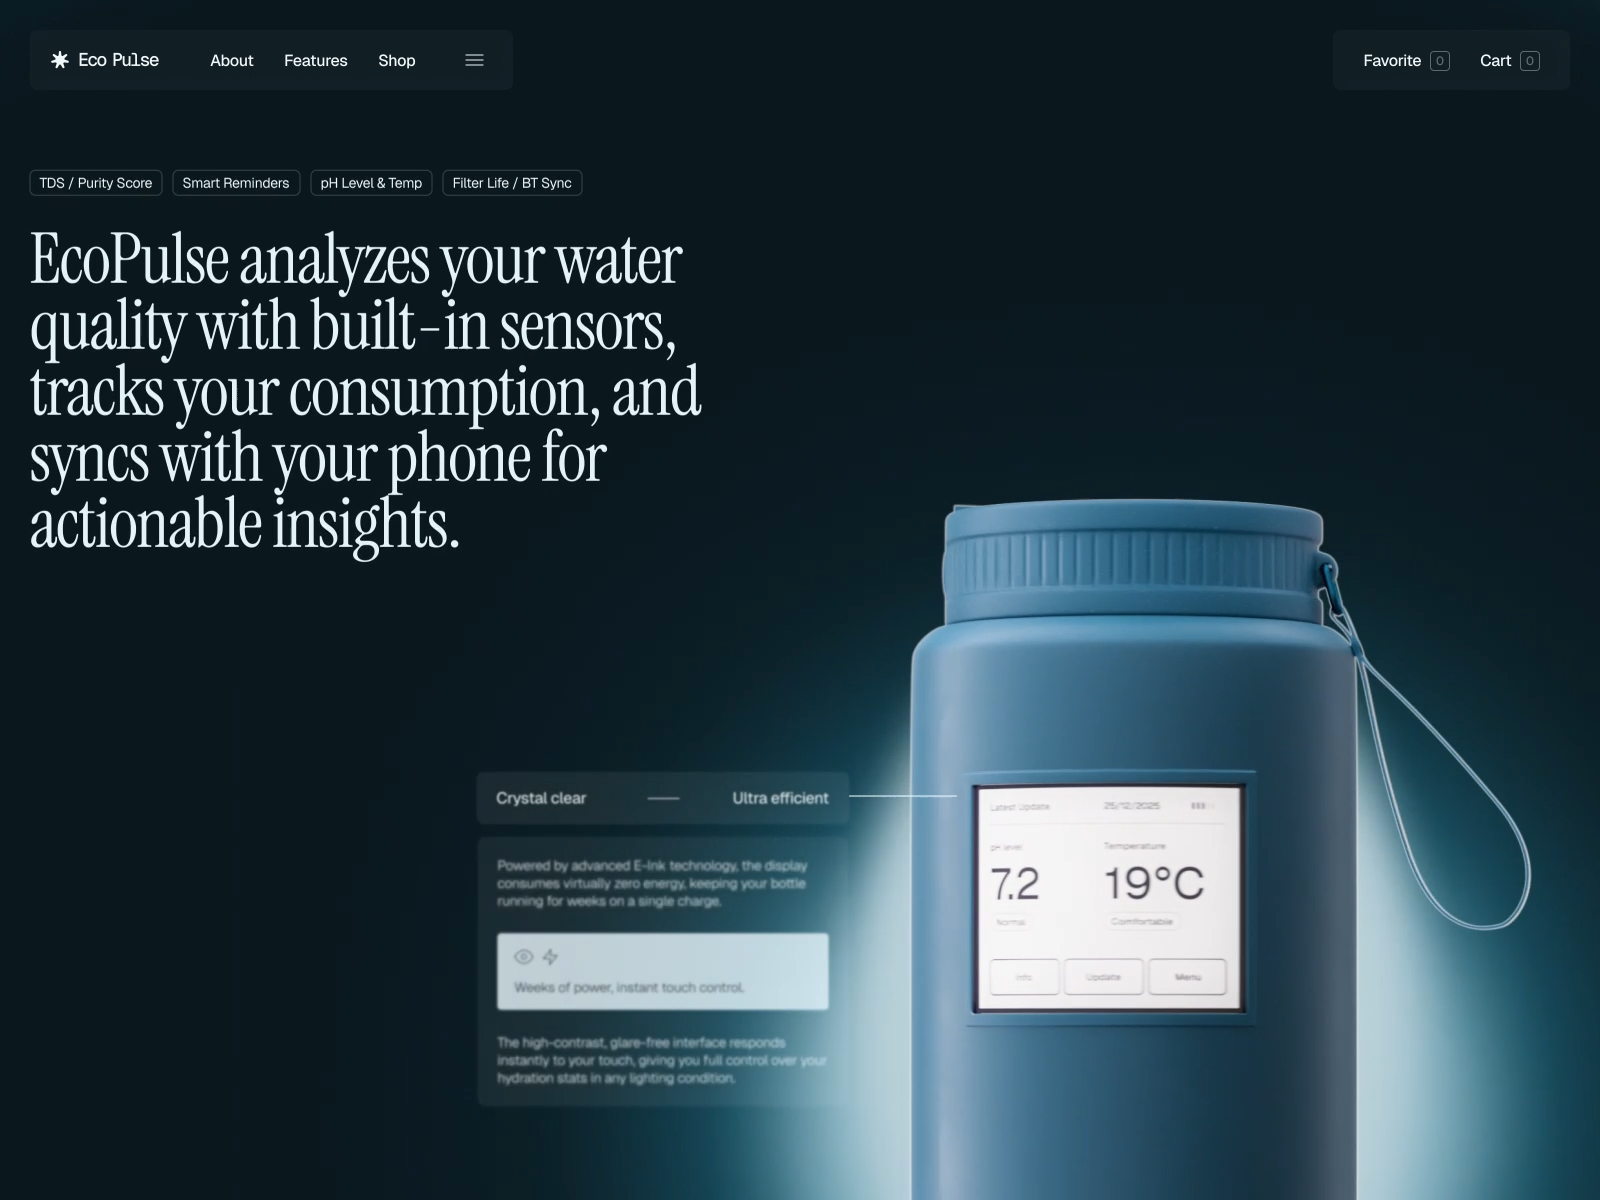 Eco Pulse
About
Features
Shop
Favorite 0
Cart 0
TDS / Purity Score
Smart Reminders
pH Level & Temp
Filter Life / BT Sync
EcoPulse analyzes your water
quality with built-in sensors,
tracks your consumption, and
syncs with your phone for
actionable insights.
Crystal clear — Ultra efficient
Powered by advanced E-Ink technology, the display
consumes virtually zero energy, keeping your bottle
running for weeks on a single charge.
Weeks of power, instant touch control.
The high-contrast, glare-free interface responds
instantly to your touch, giving you full control over your
hydration stats in any lighting condition.
Latest Update
25/12/2025
pH level
Temperature
7.2
19°C
Normal
Comfortable
Info
Update
Menu